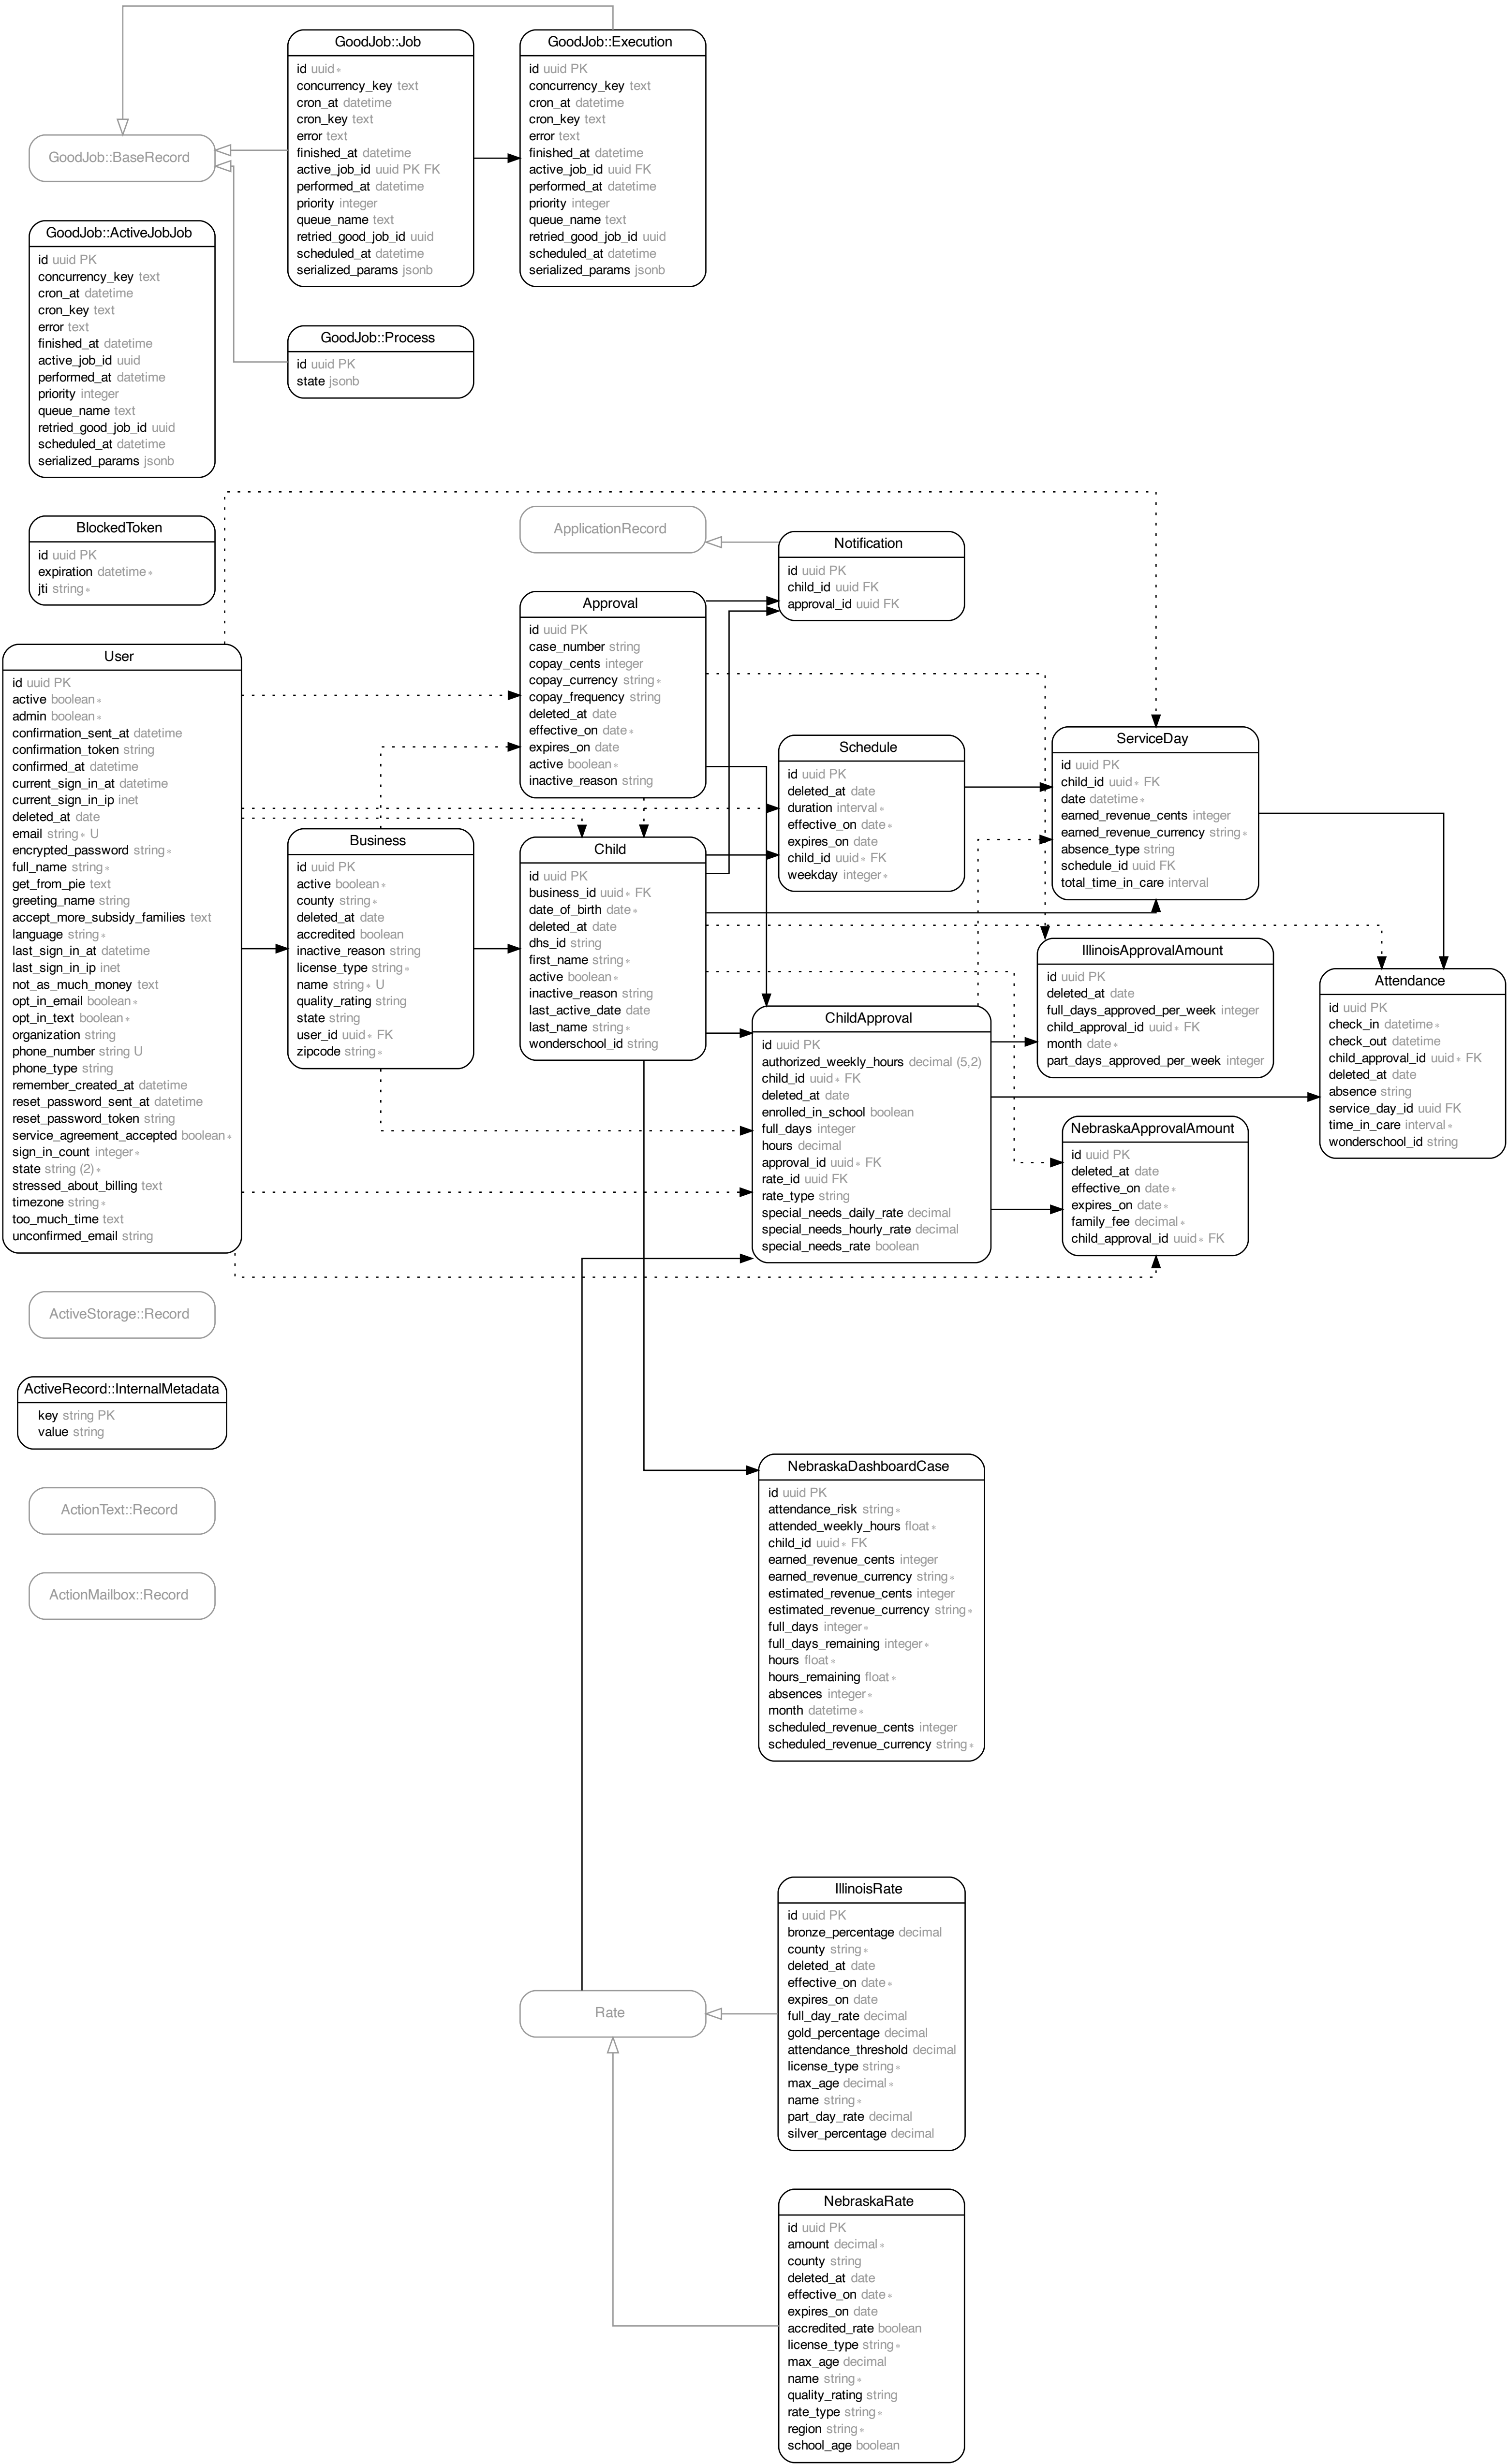 GoodJob::Job
id uuid∗
concurrency_key text
cron_at datetime
cron_key text
error text
finished_at datetime
active_job_id uuid PK FK
performed_at datetime
priority integer
queue_name text
retried_good_job_id uuid
scheduled_at datetime
serialized_params jsonb
GoodJob::Execution
id uuid PK
concurrency_key text
cron_at datetime
cron_key text
error text
finished_at datetime
active_job_id uuid FK
performed_at datetime
priority integer
queue_name text
retried_good_job_id uuid
scheduled_at datetime
serialized_params jsonb
GoodJob::BaseRecord
GoodJob::ActiveJobJob
id uuid PK
concurrency_key text
cron_at datetime
cron_key text
error text
finished_at datetime
active_job_id uuid
performed_at datetime
priority integer
queue_name text
retried_good_job_id uuid
scheduled_at datetime
serialized_params jsonb
GoodJob::Process
id uuid PK
state jsonb
BlockedToken
id uuid PK
expiration datetime∗
jti string∗
ApplicationRecord
Notification
id uuid PK
child_id uuid FK
approval_id uuid FK
Approval
id uuid PK
case_number string
copay_cents integer
copay_currency string∗
copay_frequency string
deleted_at date
effective_on date∗
expires_on date
active boolean∗
inactive_reason string
User
id uuid PK
active boolean∗
admin boolean∗
confirmation_sent_at datetime
confirmation_token string
confirmed_at datetime
current_sign_in_at datetime
current_sign_in_ip inet
deleted_at date
email string∗ U
encrypted_password string∗
full_name string∗
get_from_pie text
greeting_name string
accept_more_subsidy_families text
language string∗
last_sign_in_at datetime
last_sign_in_ip inet
not_as_much_money text
opt_in_email boolean∗
opt_in_text boolean∗
organization string
phone_number string U
phone_type string
remember_created_at datetime
reset_password_sent_at datetime
reset_password_token string
service_agreement_accepted boolean∗
sign_in_count integer∗
state string (2)∗
stressed_about_billing text
timezone string∗
too_much_time text
unconfirmed_email string
Business
id uuid PK
active boolean∗
county string∗
deleted_at date
accredited boolean
inactive_reason string
license_type string∗
name string∗ U
quality_rating string
state string
user_id uuid∗ FK
zipcode string∗
Child
id uuid PK
business_id uuid∗ FK
date_of_birth date∗
deleted_at date
dhs_id string
first_name string∗
active boolean∗
inactive_reason string
last_active_date date
last_name string∗
wonderschool_id string
Schedule
id uuid PK
deleted_at date
duration interval∗
effective_on date∗
expires_on date
child_id uuid∗ FK
weekday integer∗
ServiceDay
id uuid PK
child_id uuid∗ FK
date datetime∗
earned_revenue_cents integer
earned_revenue_currency string∗
absence_type string
schedule_id uuid FK
total_time_in_care interval
IllinoisApprovalAmount
id uuid PK
deleted_at date
full_days_approved_per_week integer
child_approval_id uuid∗ FK
month date∗
part_days_approved_per_week integer
Attendance
id uuid PK
check_in datetime∗
check_out datetime
child_approval_id uuid∗ FK
deleted_at date
absence string
service_day_id uuid FK
time_in_care interval∗
wonderschool_id string
ChildApproval
id uuid PK
authorized_weekly_hours decimal (5,2)
child_id uuid∗ FK
deleted_at date
enrolled_in_school boolean
full_days integer
hours decimal
approval_id uuid∗ FK
rate_id uuid FK
rate_type string
special_needs_daily_rate decimal
special_needs_hourly_rate decimal
special_needs_rate boolean
NebraskaApprovalAmount
id uuid PK
deleted_at date
effective_on date∗
expires_on date∗
family_fee decimal∗
child_approval_id uuid∗ FK
ActiveStorage::Record
ActiveRecord::InternalMetadata
key string PK
value string
ActionText::Record
ActionMailbox::Record
NebraskaDashboardCase
id uuid PK
attendance_risk string∗
attended_weekly_hours float∗
child_id uuid∗ FK
earned_revenue_cents integer
earned_revenue_currency string∗
estimated_revenue_cents integer
estimated_revenue_currency string∗
full_days integer∗
full_days_remaining integer∗
hours float∗
hours_remaining float∗
absences integer∗
month datetime∗
scheduled_revenue_cents integer
scheduled_revenue_currency string∗
Rate
IllinoisRate
id uuid PK
bronze_percentage decimal
county string∗
deleted_at date
effective_on date∗
expires_on date
full_day_rate decimal
gold_percentage decimal
attendance_threshold decimal
license_type string∗
max_age decimal∗
name string∗
part_day_rate decimal
silver_percentage decimal
NebraskaRate
id uuid PK
amount decimal∗
county string
deleted_at date
effective_on date∗
expires_on date
accredited_rate boolean
license_type string∗
max_age decimal
name string∗
quality_rating string
rate_type string∗
region string∗
school_age boolean